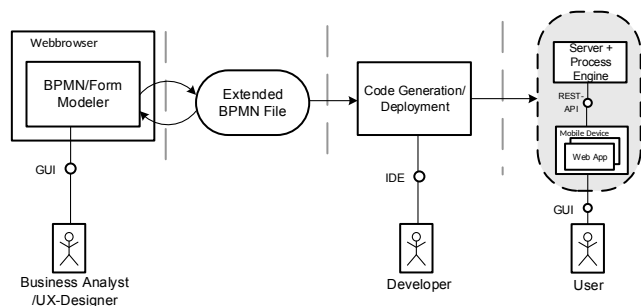 Webbrowser
BPMN/Form
Modeler
GUI
Business Analyst
/UX-Designer
Extended
BPMN File
Code Generation/
Deployment
IDE
Developer
Server +
Process
Engine
REST-
API
Mobile Device
Web App
GUI
User